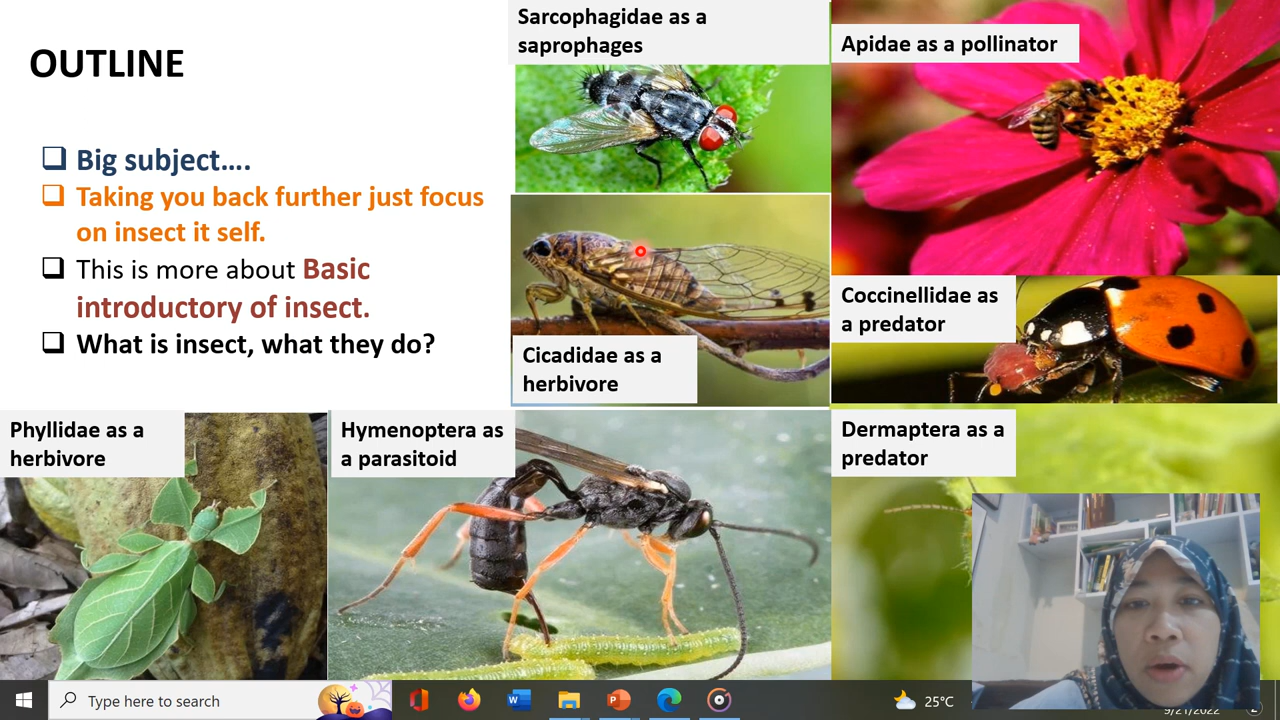 OUTLINE
Big subject….
Taking you back further just focus
on insect it self.
This is more about Basic
introductory of insect.
What is insect, what they do?
Sarcophagidae as a
saprophages
Apidae as a pollinator
Cicadidae as a
herbivore
Coccinellidae as
a predator
Phyllidae as a
herbivore
Hymenoptera as
a parasitoid
Dermaptera as a
predator
Type here to search
25°C
9/21/2022